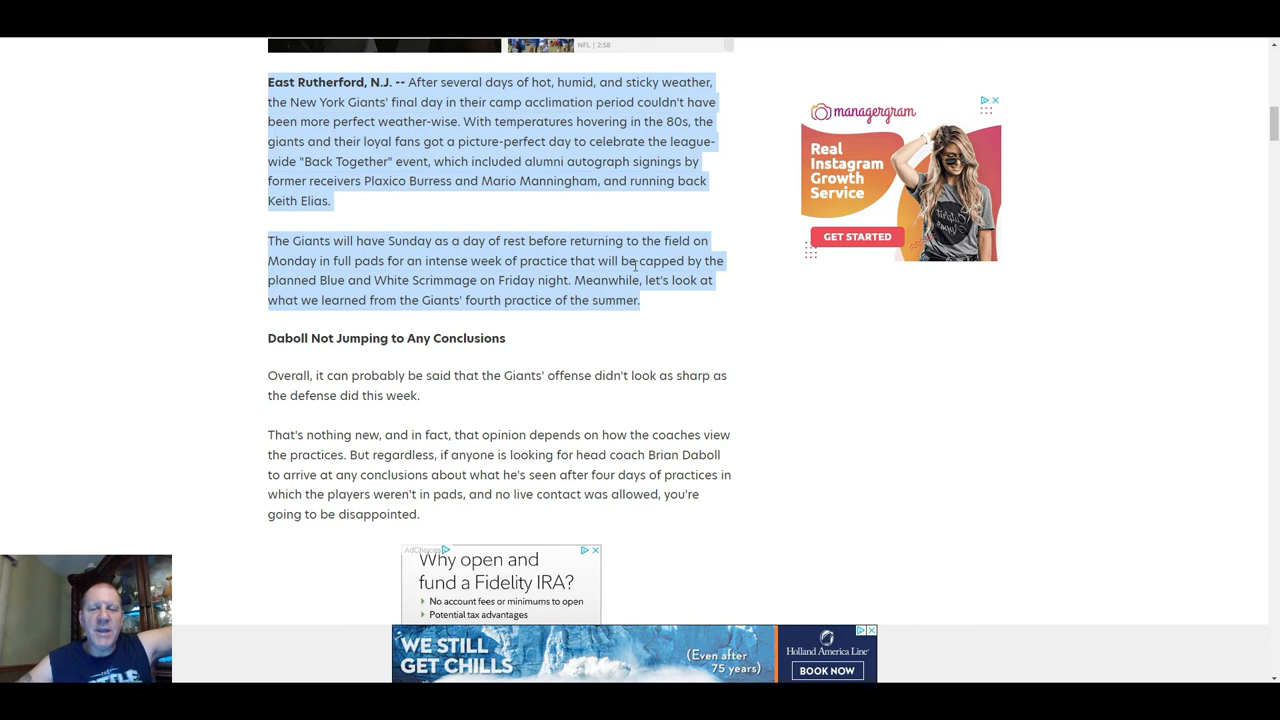 NFL | 2:58
East Rutherford, N.J. -- After several days of hot, humid, and sticky weather,
the New York Giants' final day in their camp acclimation period couldn't have
been more perfect weather-wise. With temperatures hovering in the 80s, the
giants and their loyal fans got a picture-perfect day to celebrate the league-
wide "Back Together" event, which included alumni autograph signings by
former receivers Plaxico Burress and Mario Manningham, and running back
Keith Elias.
The Giants will have Sunday as a day of rest before returning to the field on
Monday in full pads for an intense week of practice that will be capped by the
planned Blue and White Scrimmage on Friday night. Meanwhile, let's look at
what we learned from the Giants' fourth practice of the summer.
Daboll Not Jumping to Any Conclusions
Overall, it can probably be said that the Giants' offense didn't look as sharp as
the defense did this week.
That's nothing new, and in fact, that opinion depends on how the coaches view
the practices. But regardless, if anyone is looking for head coach Brian Daboll
to arrive at any conclusions about what he's seen after four days of practices in
which the players weren't in pads, and no live contact was allowed, you're
going to be disappointed.
managergram
Real
Instagram
Growth
Service
GET STARTED
AdChoices
Why open and
fund a Fidelity IRA?
No account fees or minimums to open
Potential tax advantages
WE STILL
GET CHILLS
(Even after
75 years)
Holland America Line
BOOK NOW